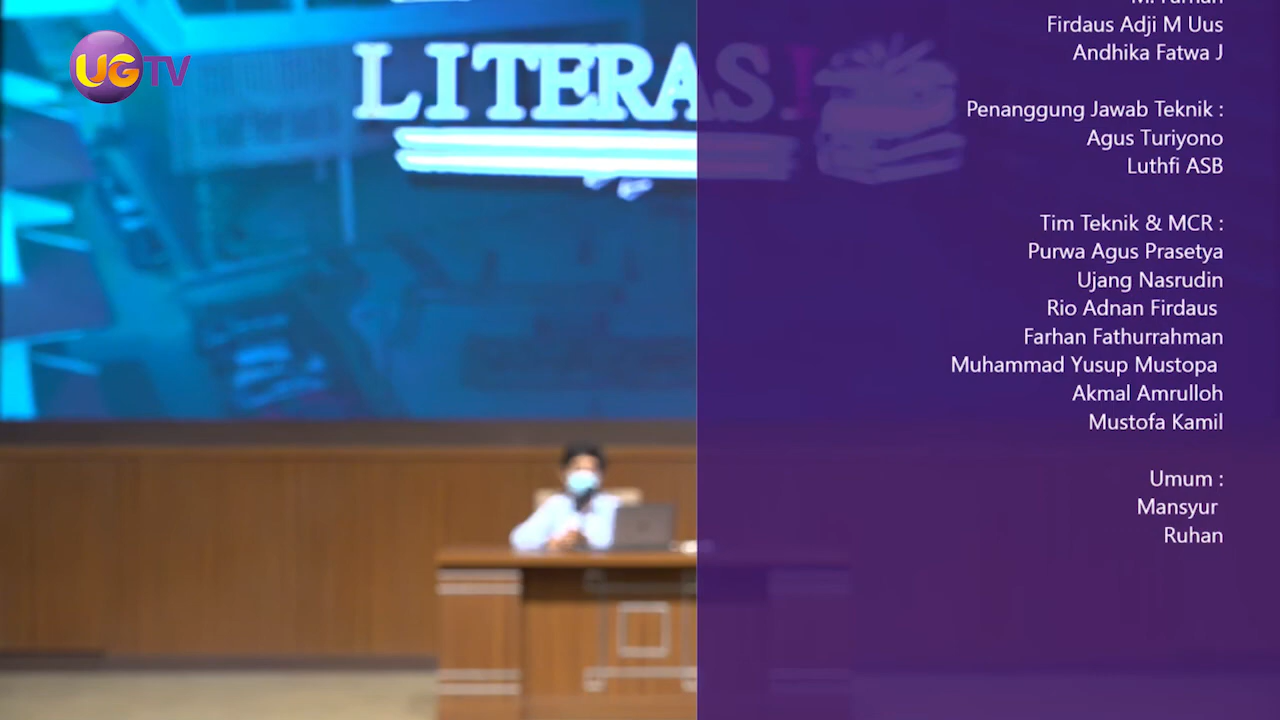 UGTV
LITERASI
Firdaus Adji M Uus
Andhika Fatwa J
Penanggung Jawab Teknik :
Agus Turiyono
Luthfi ASB
Tim Teknik & MCR :
Purwa Agus Prasetya
Ujang Nasrudin
Rio Adnan Firdaus
Farhan Fathurrahman
Muhammad Yusup Mustopa
Akmal Amrulloh
Mustofa Kamil
Umum :
Mansyur
Ruhan